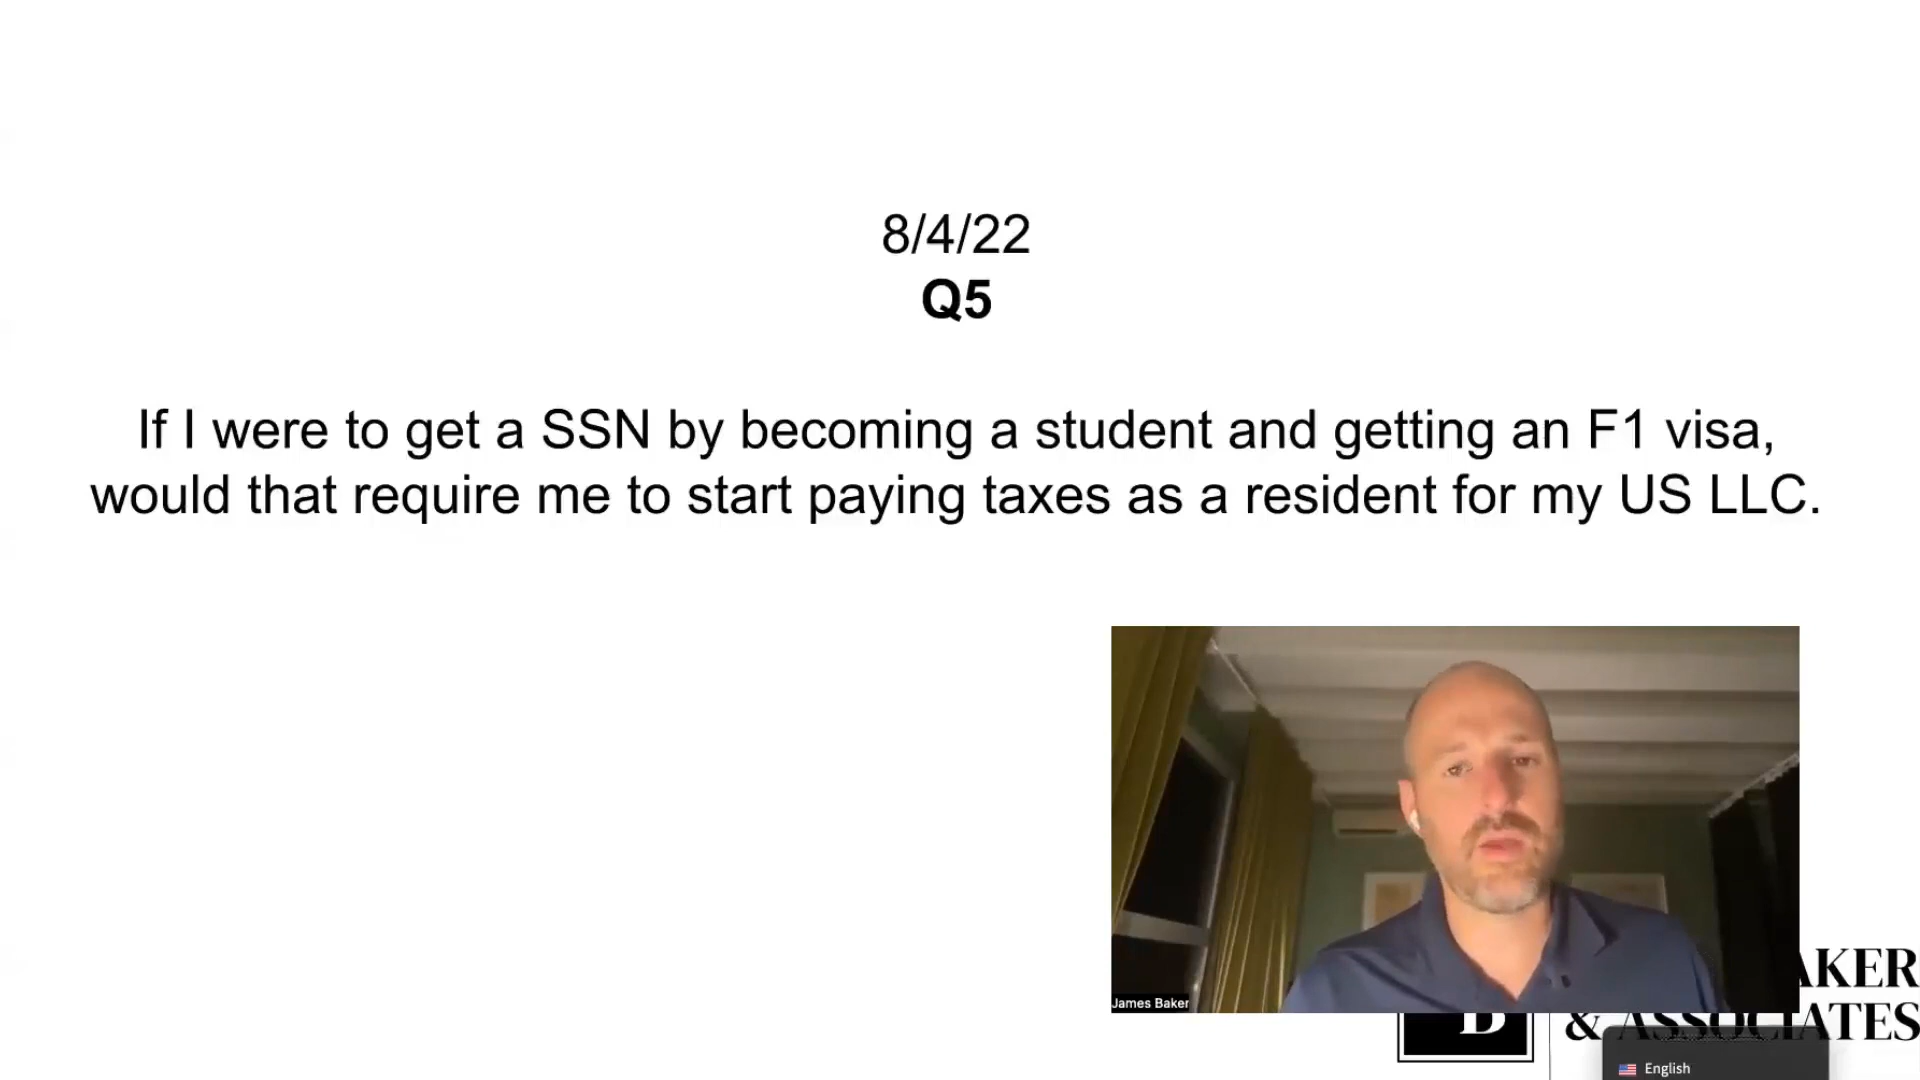 8/4/22
Q5
If I were to get a SSN by becoming a student and getting an F1 visa,
would that require me to start paying taxes as a resident for my US LLC.
James Baker
AKER
& ASSOCIATES
B
English